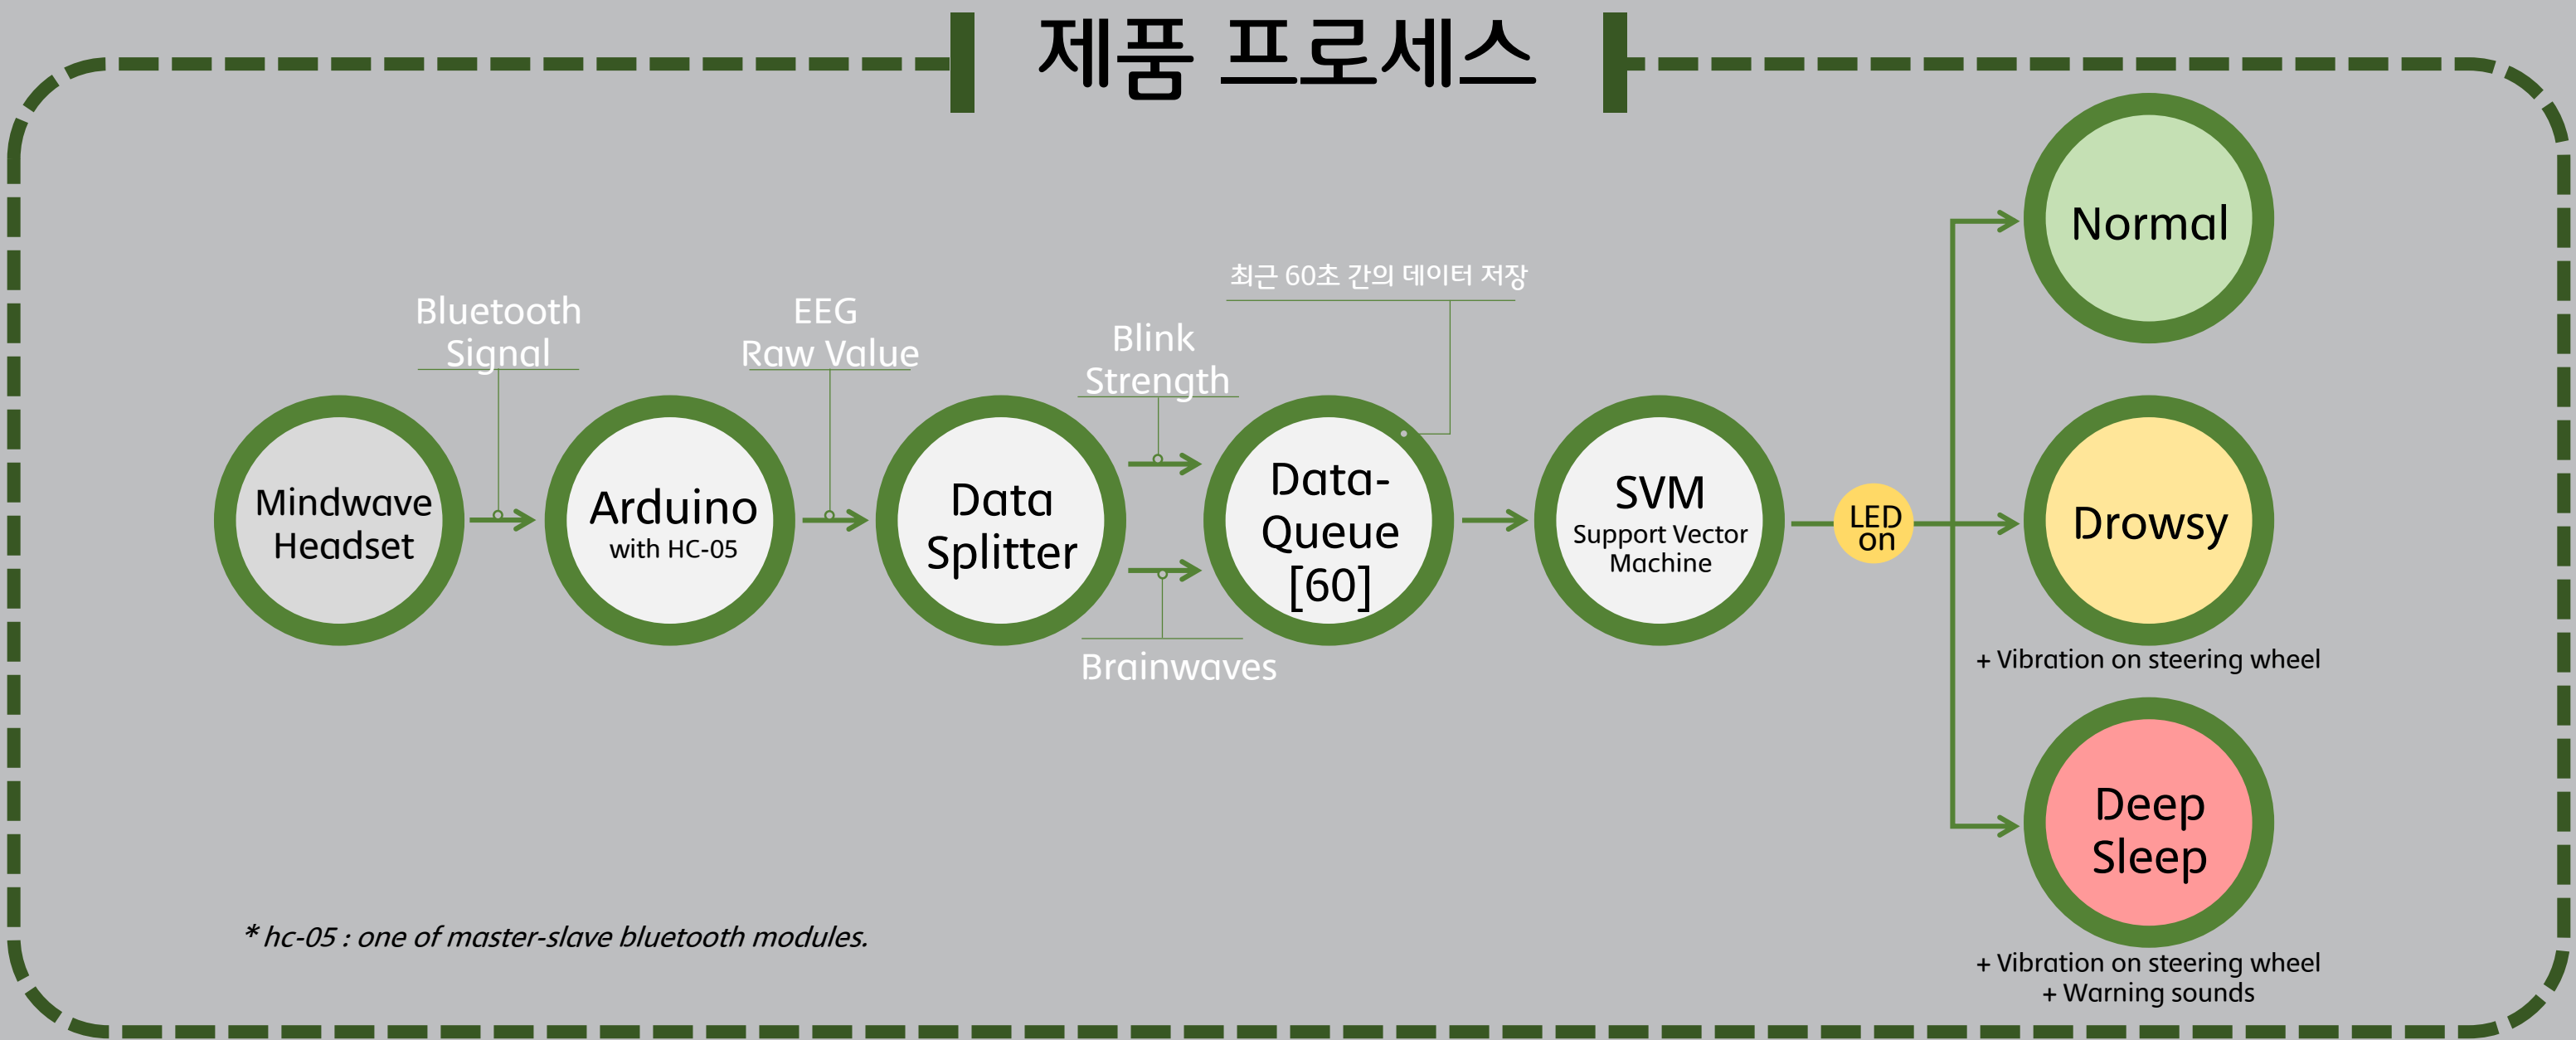 제품 프로세스
Bluetooth
Signal
EEG
Raw Value
Blink
Strength
최근 60초 간의 데이터 저장
Mindwave
Headset
Arduino
with HC-05
Data
Splitter
Brainwaves
Data-
Queue
[60]
SVM
Support Vector
Machine
LED
on
Normal
Drowsy
+ Vibration on steering wheel
Deep
Sleep
+ Vibration on steering wheel
+ Warning sounds
* hc-05 : one of master-slave bluetooth modules.